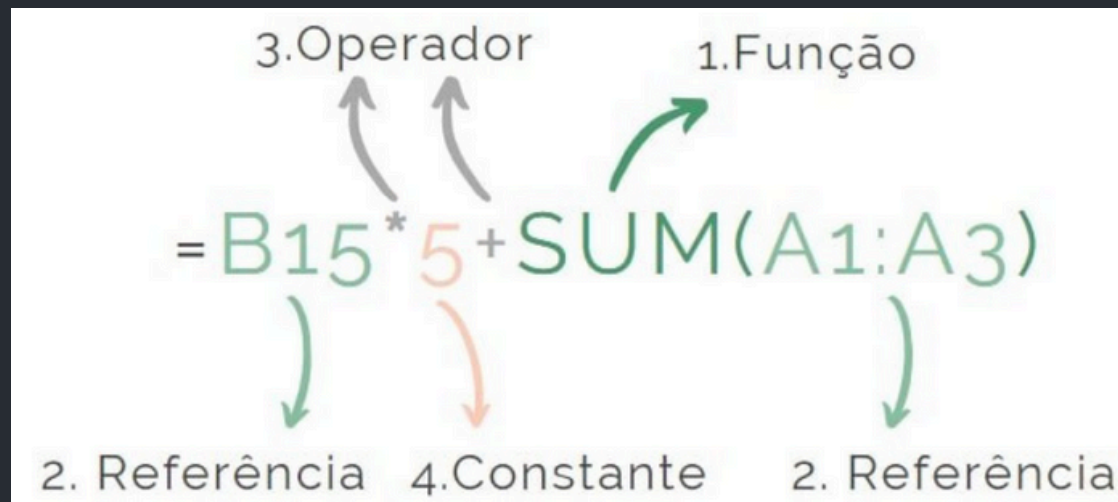 3.Operador 1.Função
=B15*5+SUM(A1:A3)
2. Referência 4.Constante 2. Referência